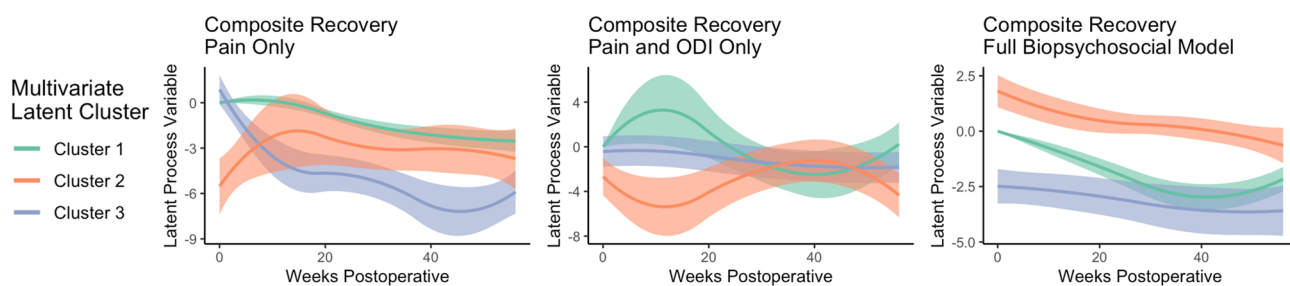 Multivariate
Latent Cluster
Cluster 1
Cluster 2
Cluster 3
Composite Recovery
Pain Only
Latent Process Variable
0
-3
-6
-9
0
20
40
Weeks Postoperative
Composite Recovery
Pain and ODI Only
Latent Process Variable
4
0
-4
-8
0
20
40
Weeks Postoperative
Composite Recovery
Full Biopsychosocial Model
Latent Process Variable
2.5
0.0
-2.5
-5.0
0
20
40
Weeks Postoperative